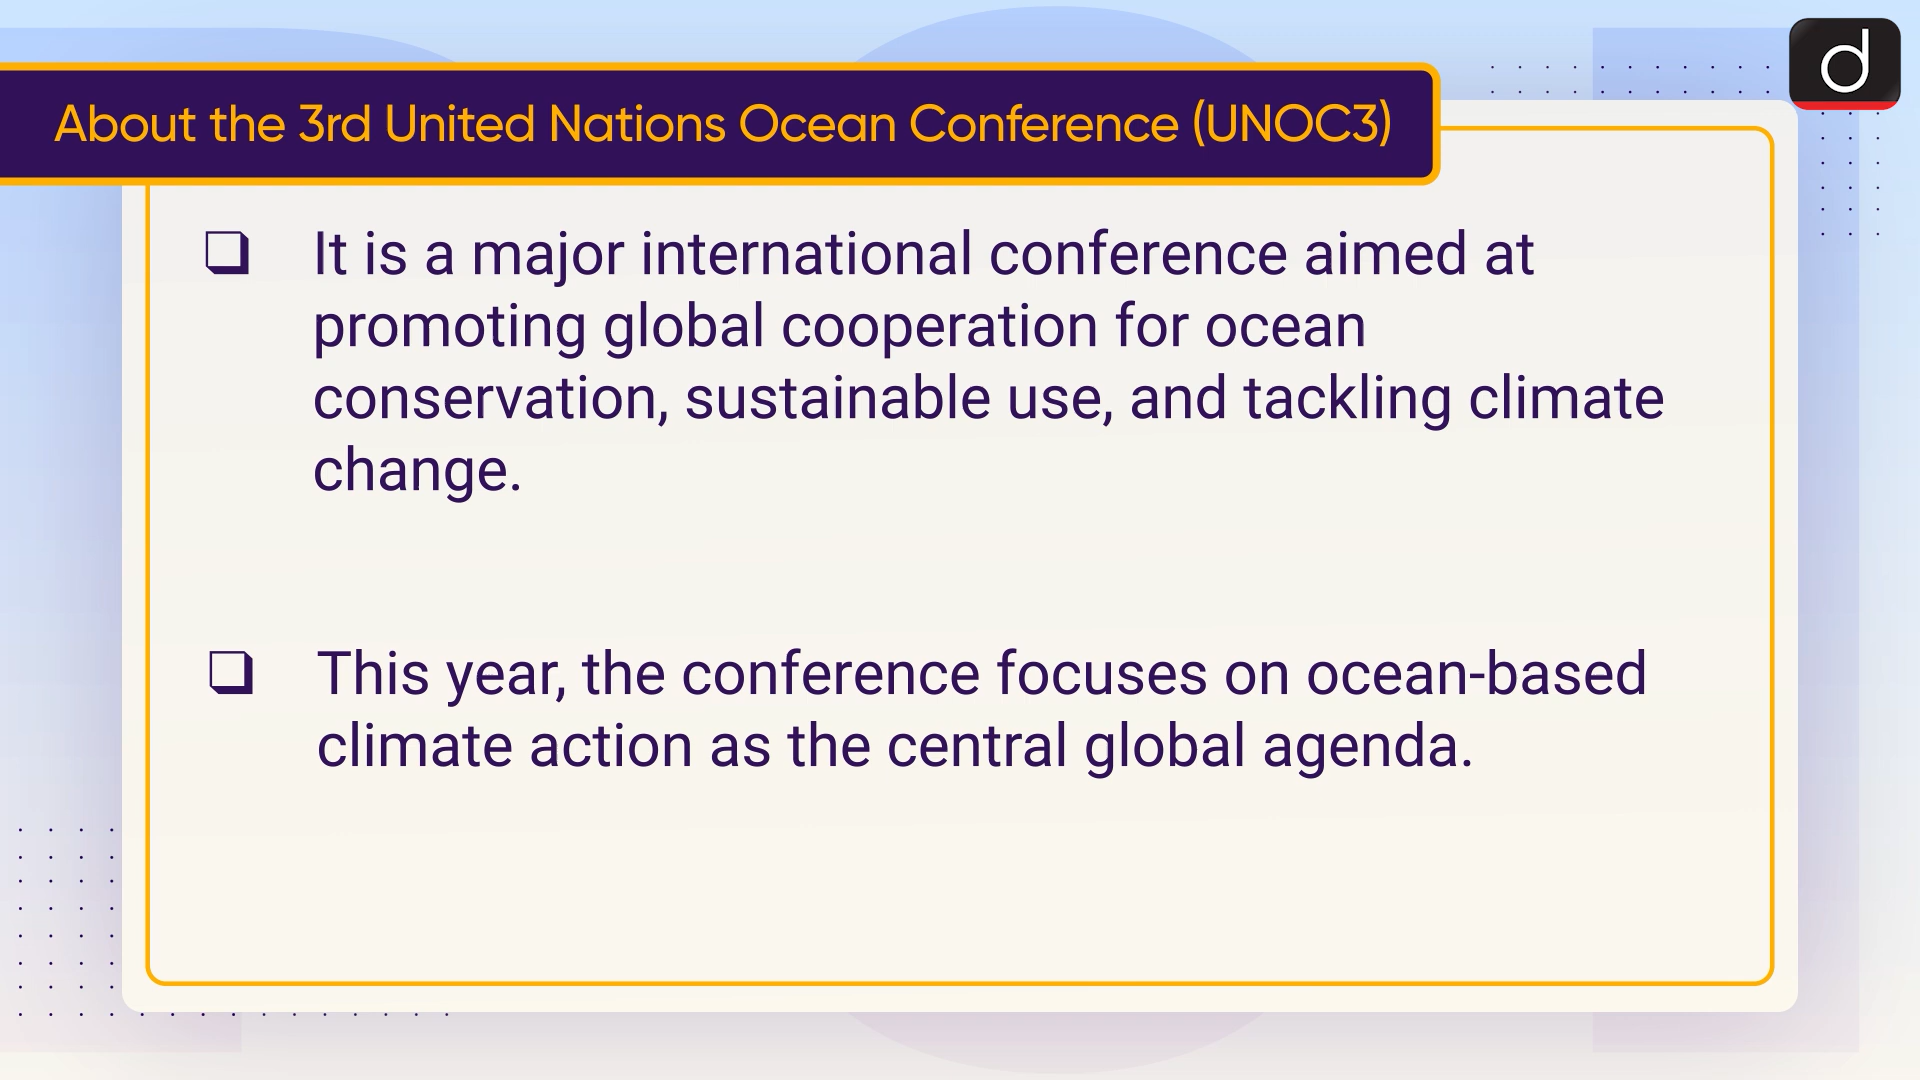 About the 3rd United Nations Ocean Conference (UNOC3)
d
❑ It is a major international conference aimed at
promoting global cooperation for ocean
conservation, sustainable use, and tackling climate
change.
❑ This year, the conference focuses on ocean-based
climate action as the central global agenda.